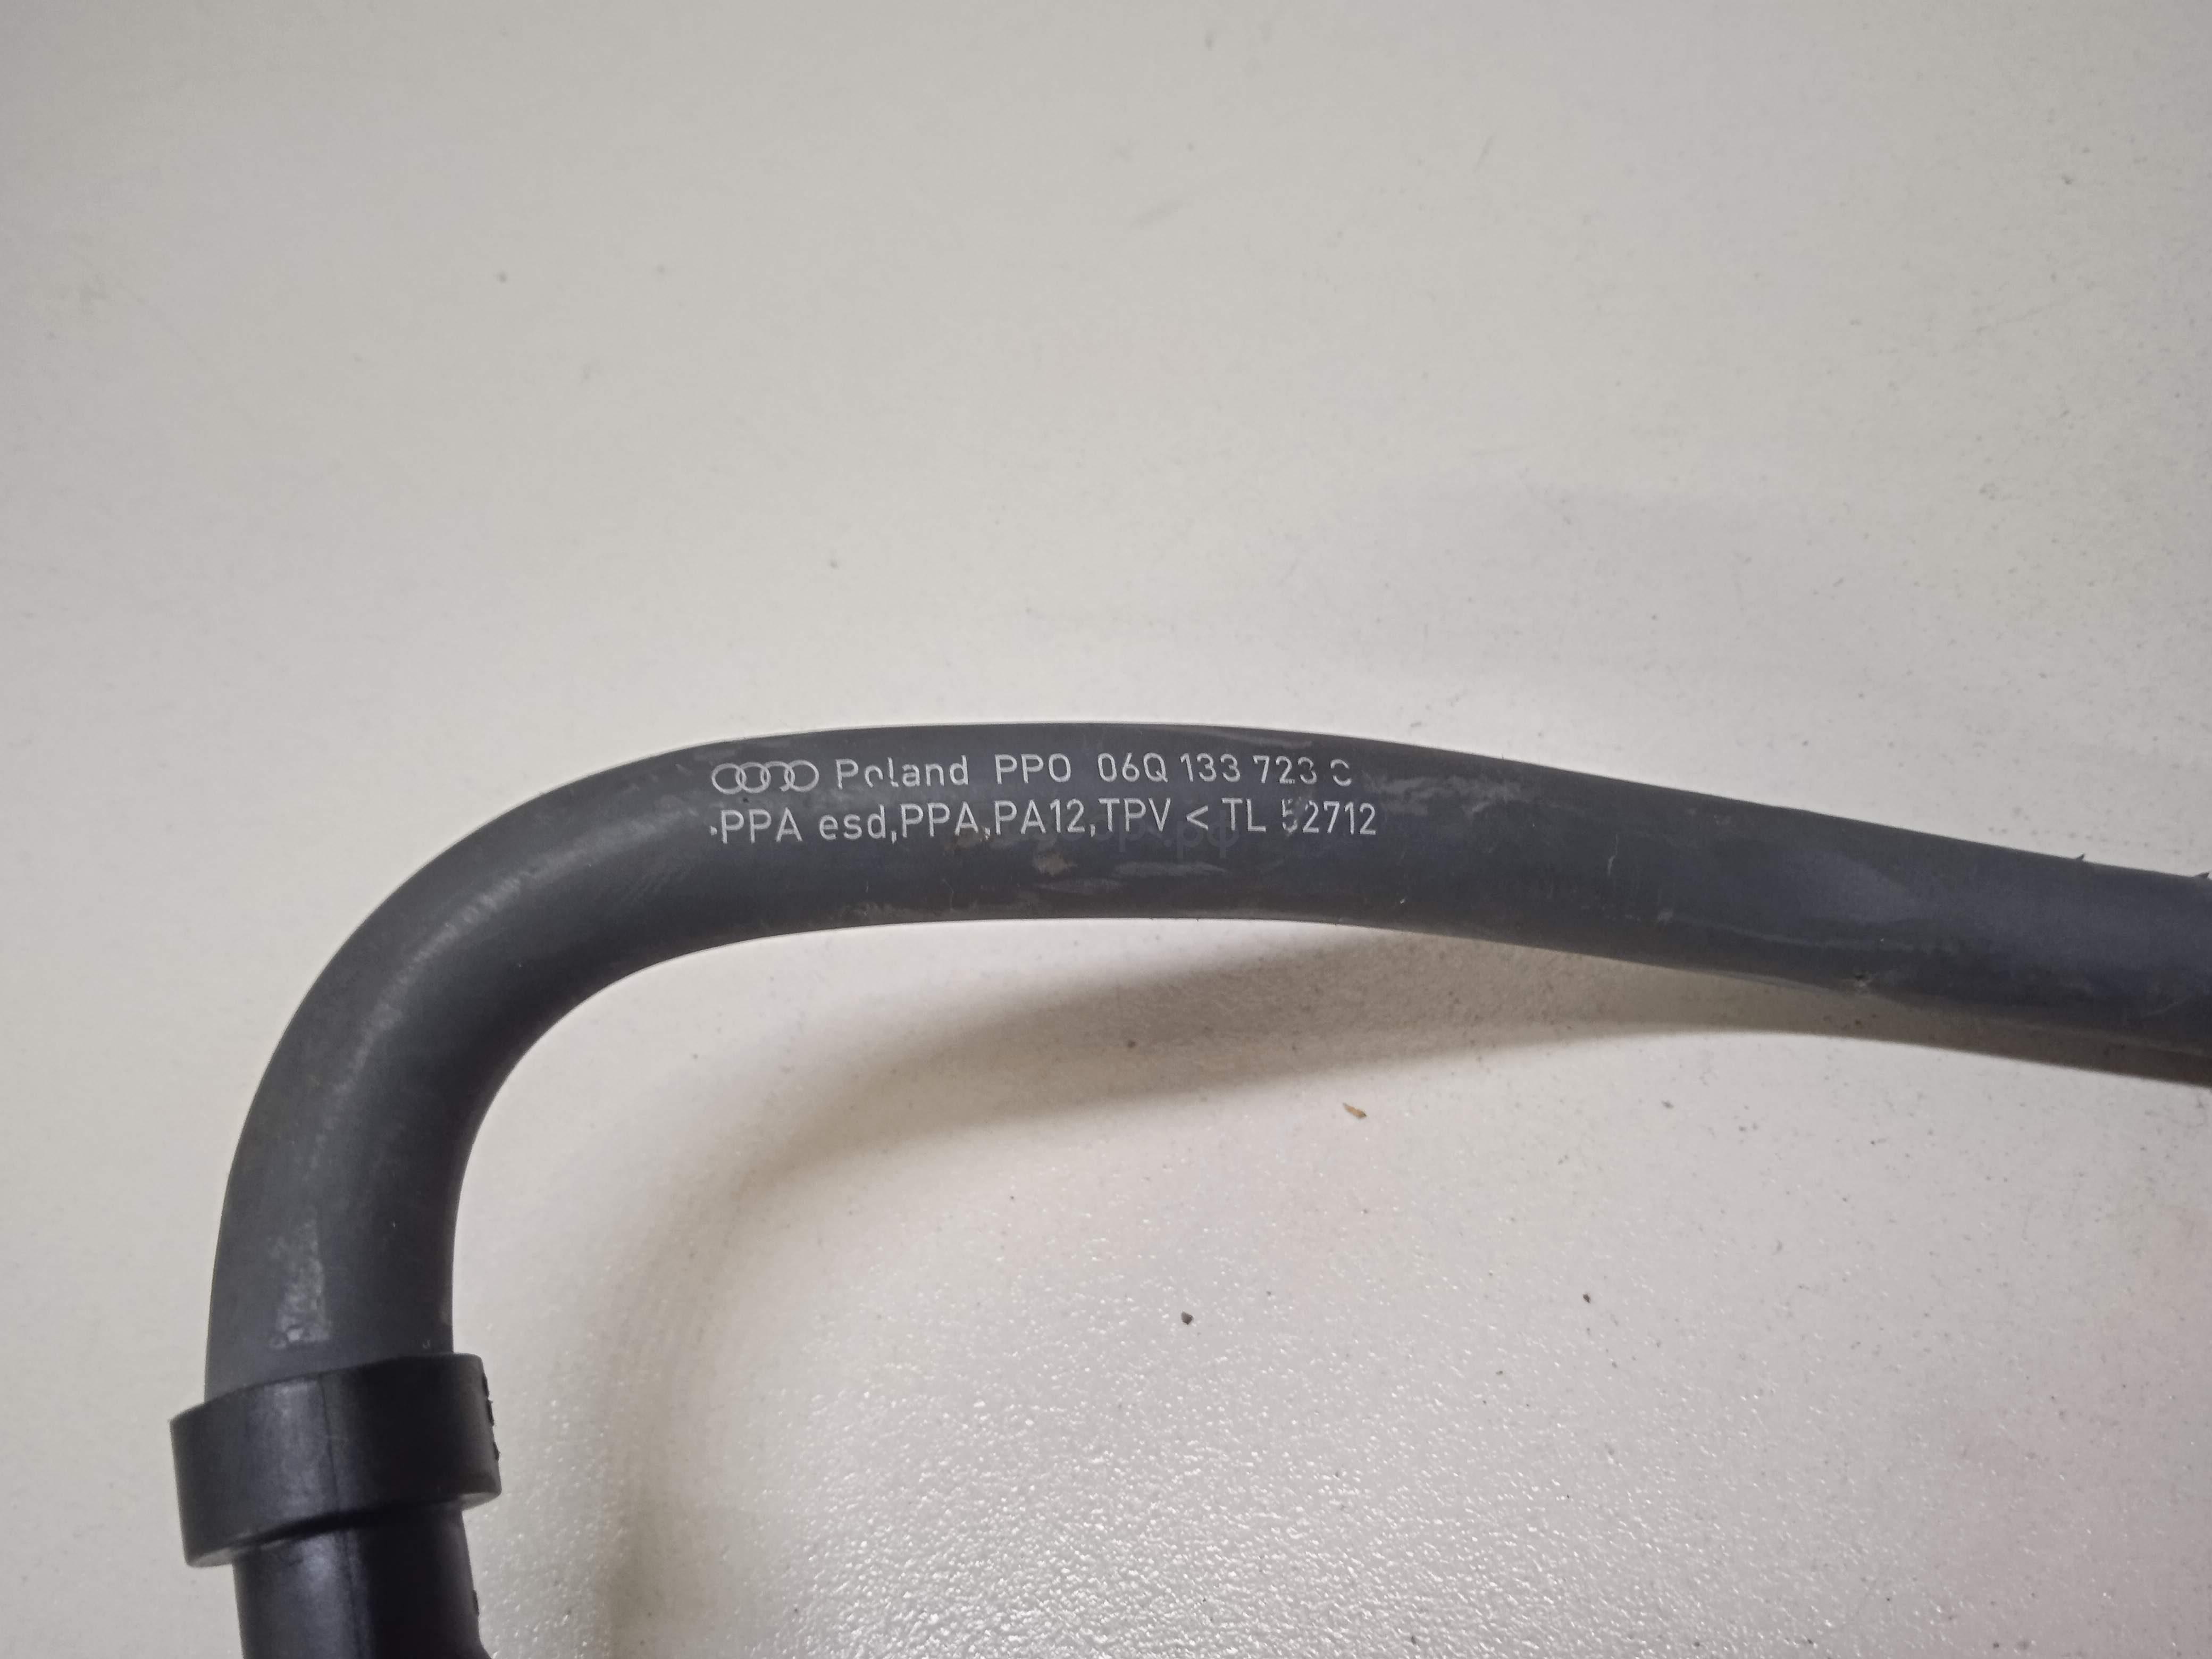 Poland PPO 06Q 133 723 C
PPA esd,PPA,PA12,TPV < TL 52712